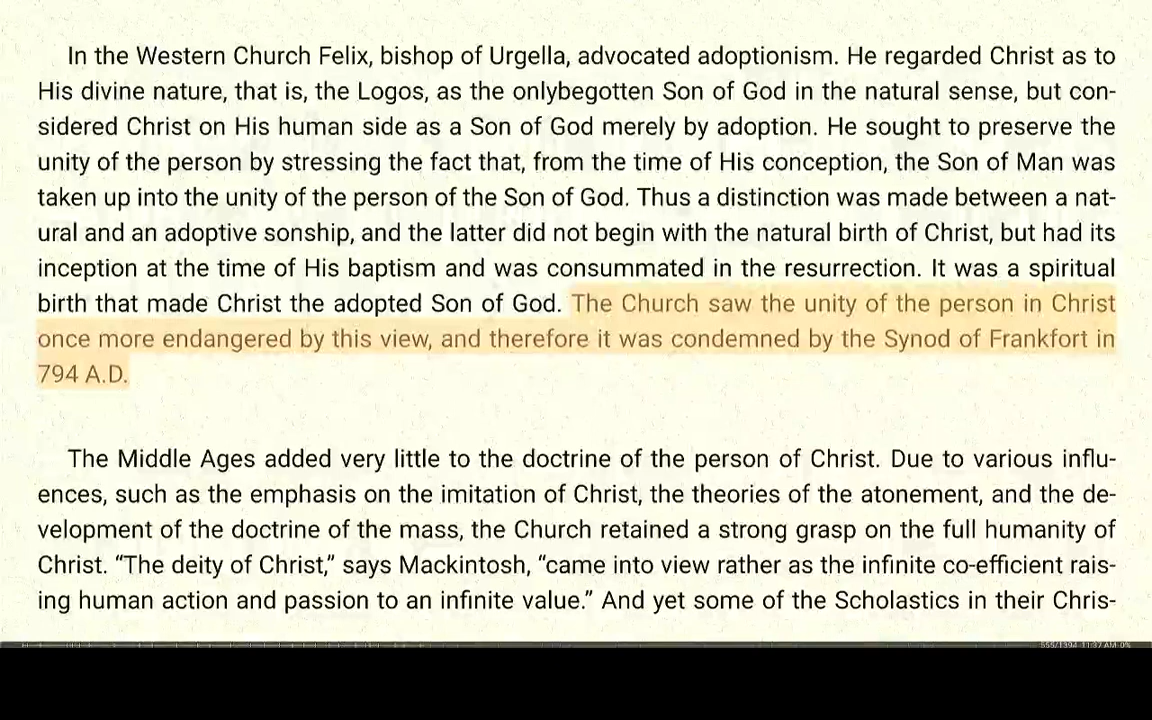 In the Western Church Felix, bishop of Urgella, advocated adoptionism. He regarded Christ as to
His divine nature, that is, the Logos, as the onlybegotten Son of God in the natural sense, but con-
sidered Christ on His human side as a Son of God merely by adoption. He sought to preserve the
unity of the person by stressing the fact that, from the time of His conception, the Son of Man was
taken up into the unity of the person of the Son of God. Thus a distinction was made between a nat-
ural and an adoptive sonship, and the latter did not begin with the natural birth of Christ, but had its
inception at the time of His baptism and was consummated in the resurrection. It was a spiritual
birth that made Christ the adopted Son of God. The Church saw the unity of the person in Christ
once more endangered by this view, and therefore it was condemned by the Synod of Frankfort in
794 A.D.
The Middle Ages added very little to the doctrine of the person of Christ. Due to various influ-
ences, such as the emphasis on the imitation of Christ, the theories of the atonement, and the de-
velopment of the doctrine of the mass, the Church retained a strong grasp on the full humanity of
Christ. “The deity of Christ,” says Mackintosh, “came into view rather as the infinite co-efficient rais-
ing human action and passion to an infinite value.” And yet some of the Scholastics in their Chris-
555/1394 11:37 AM 0%